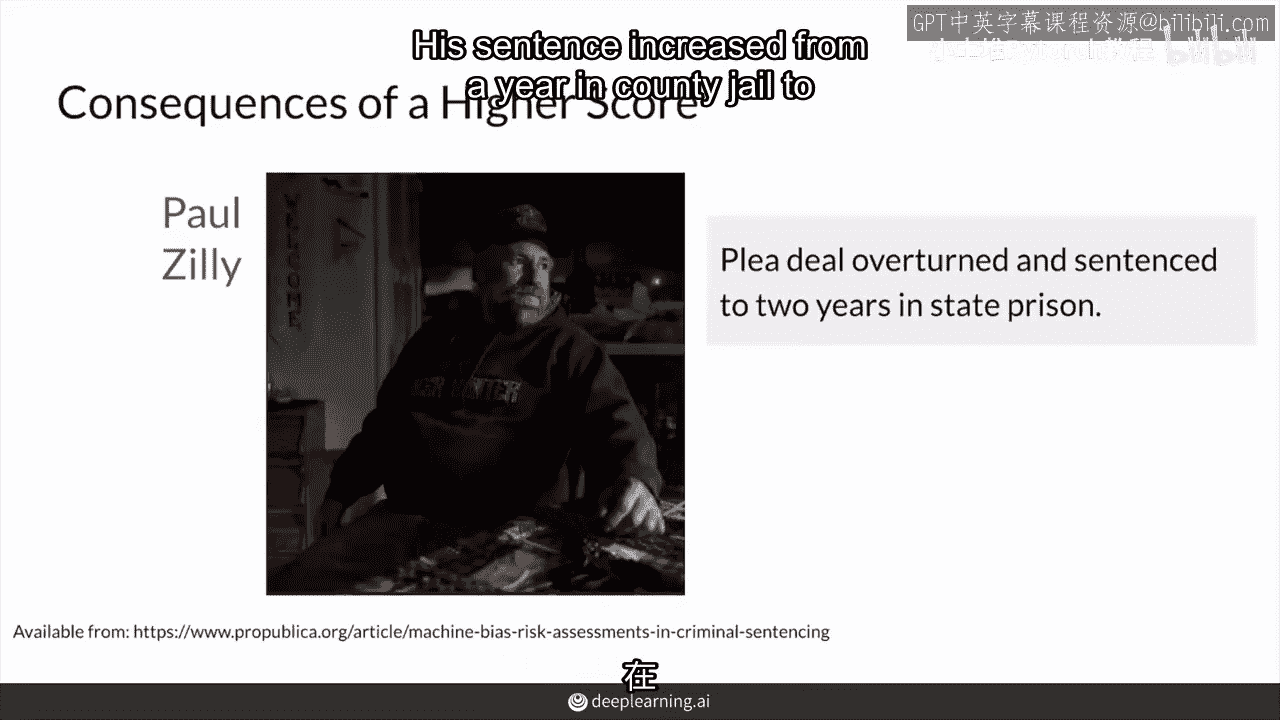 GPT中英字幕课程资源@bilibili.com
His sentence increased from
a year in county jail to
Consequences of a Higher Score
Paul
Zilly
Plea deal overturned and sentenced
to two years in state prison.
Available from: https://www.propublica.org/article/machine-bias-risk-assessments-in-criminal-sentencing
在
deeplearning.ai